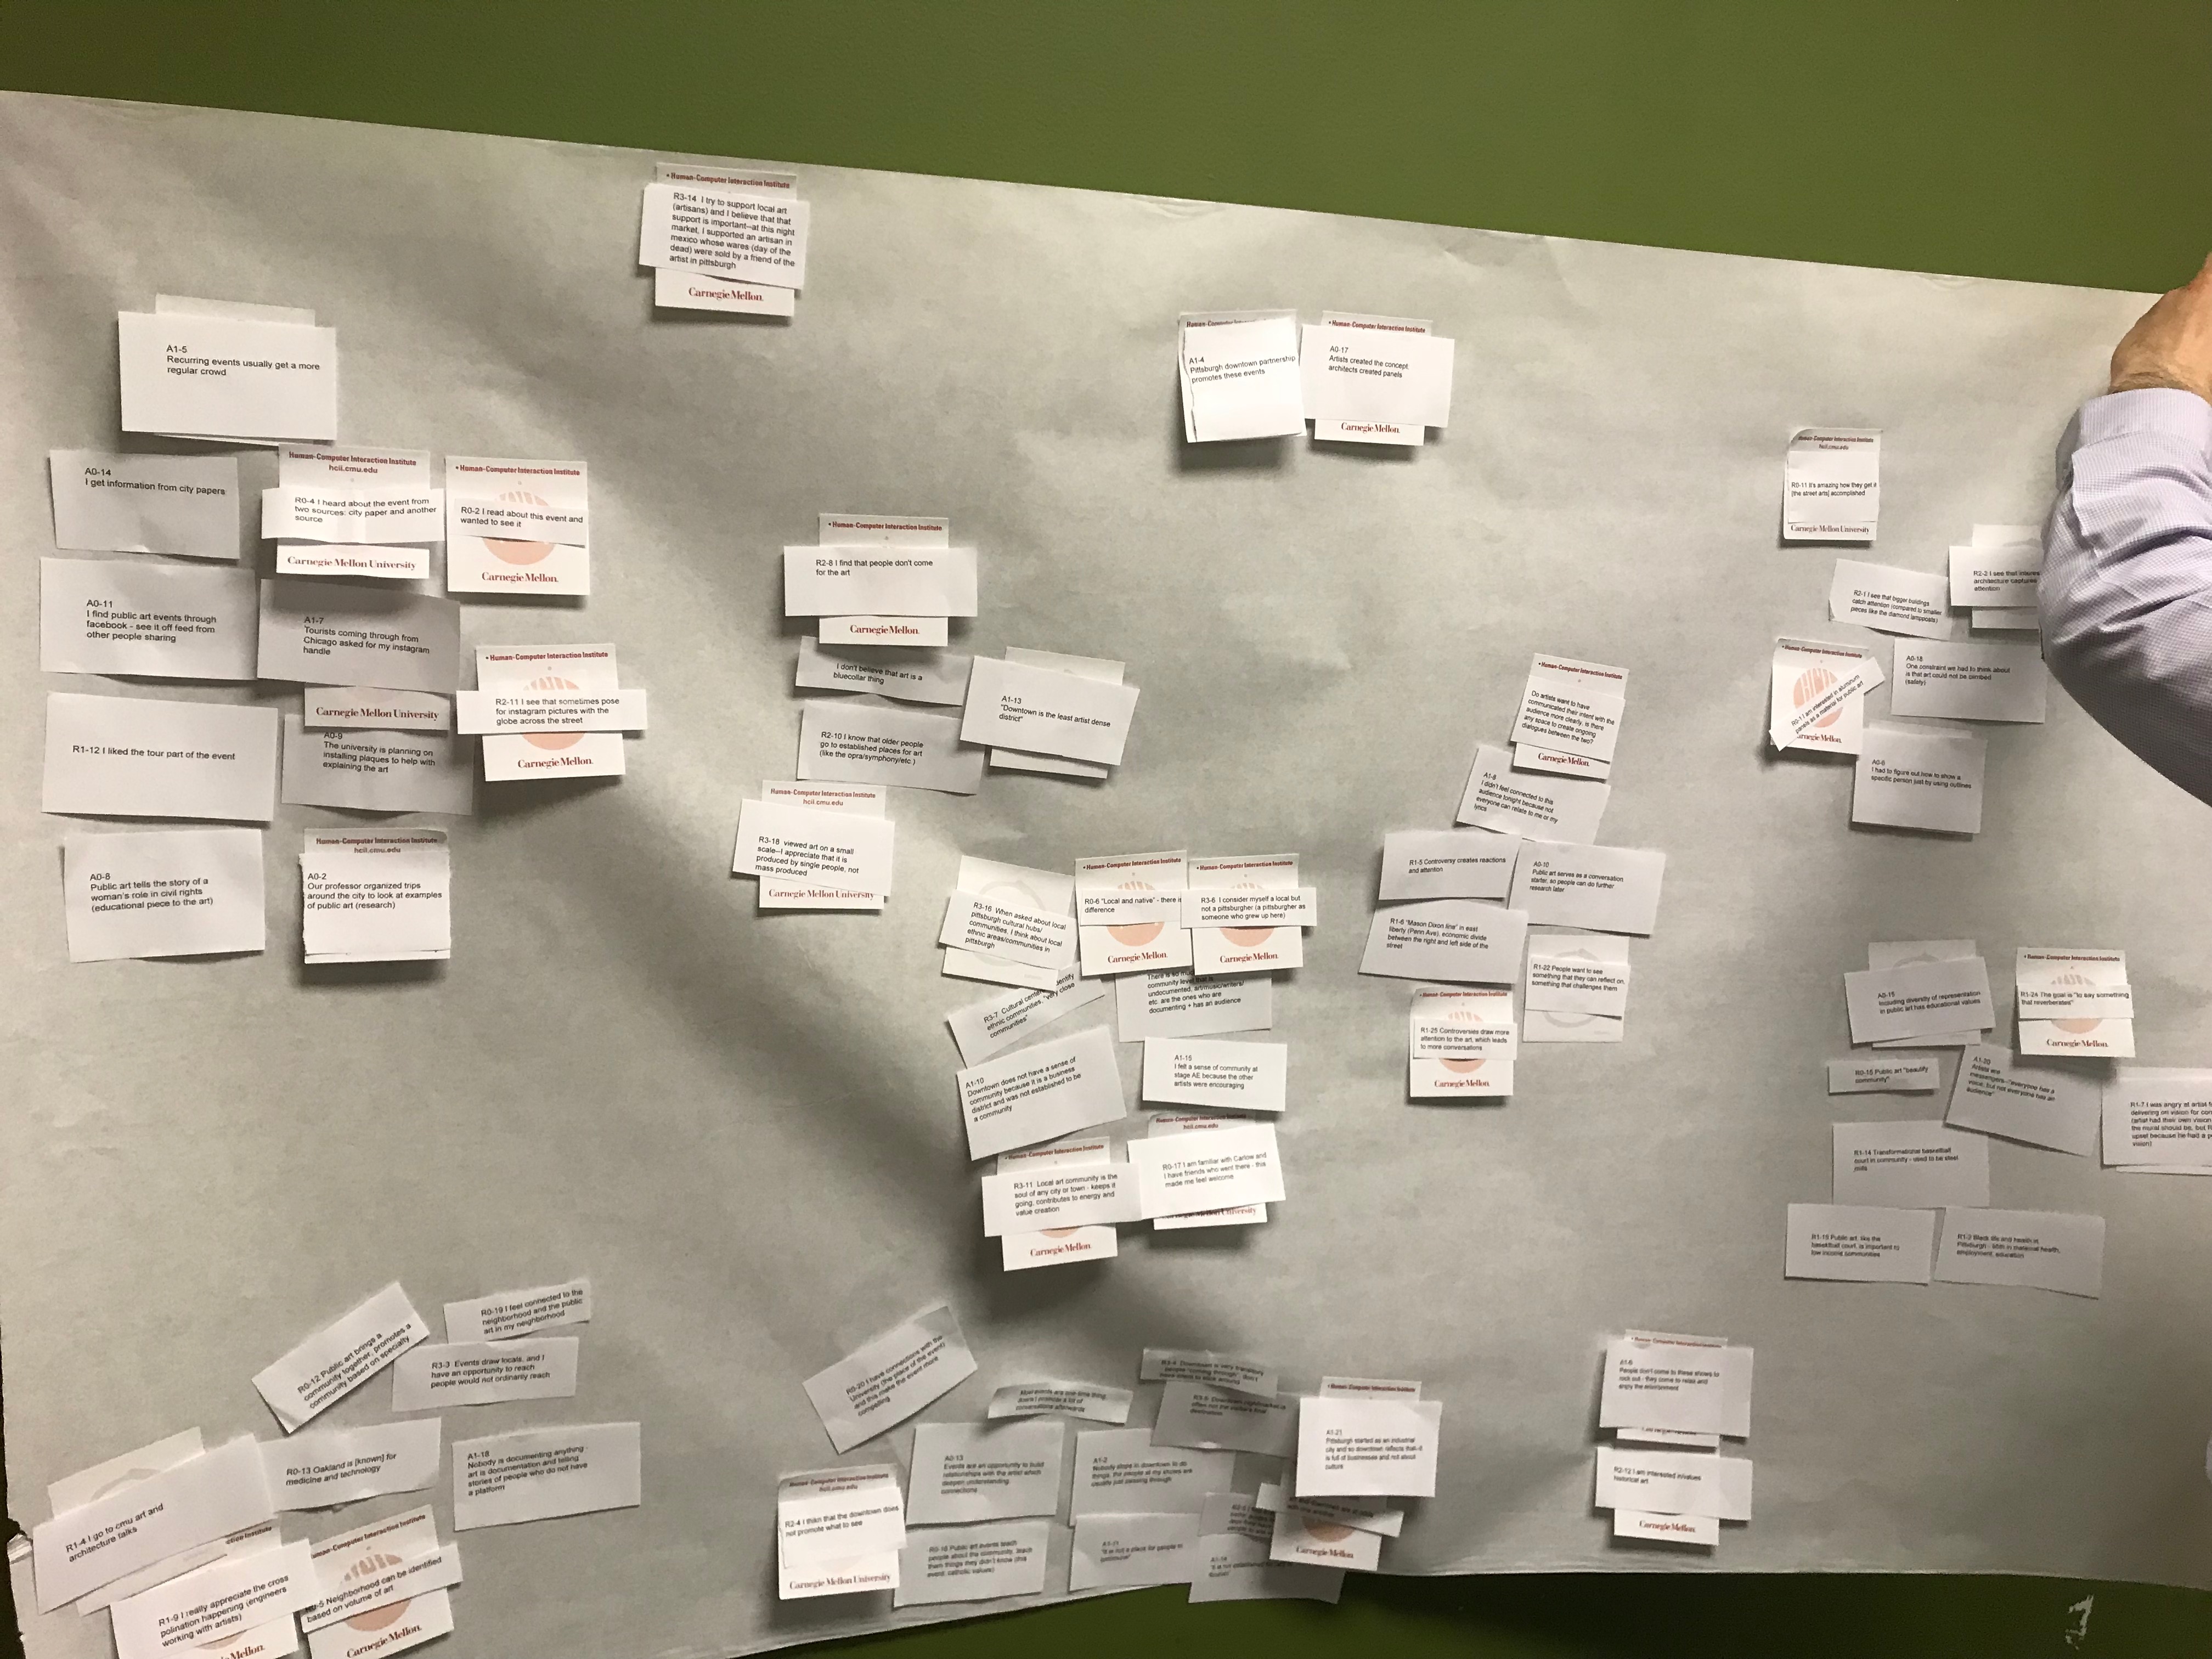 • Human-Computer Interaction Institute
R3-14 I try to support local art
(artisans) and I believe that that
support is important--at this night
market, I supported an artisan in
mexico whose wares (day of the
dead) were sold by a friend of the
artist in pittsburgh
Carnegie Mellon.
A1-5
Recurring events usually get a more
regular crowd
A0-14
I get information from city papers
Human-Computer Interaction Institute
hcii.cmu.edu
R0-4 I heard about the event from
two sources: city paper and another
source
Carnegie Mellon University
• Human-Computer Interaction Institute
R0-2 I read about this event and
wanted to see it
Carnegie Mellon.
A0-11
I find public art events through
facebook - see it off feed from
other people sharing
A1-7
Tourists coming through from
Chicago asked for my instagram
handle
Carnegie Mellon University
• Human-Computer Interaction Institute
R2-11 I see that sometimes pose
for instagram pictures with the
globe across the street
Carnegie Mellon.
R1-12 I liked the tour part of the event
A0-9
The university is planning on
installing plaques to help with
explaining the art
A0-8
Public art tells the story of a
woman's role in civil rights
(educational piece to the art)
Human-Computer Interaction Institute
hcii.cmu.edu
A0-2
Our professor organized trips
around the city to look at examples
of public art (research)
Human-Computer
A1-4
Pittsburgh downtown partnership
promotes these events
• Human-Computer Interaction Institute
A0-17
Artists created the concept,
architects created panels
Carnegie Mellon.
• Human-Computer Interaction Institute
R2-8 I find that people don't come
for the art
Carnegie Mellon.
I don't believe that art is a
bluecollar thing
A1-13
"Downtown is the least artist dense
district"
R2-10 I know that older people
go to established places for art
(like the opra/symphony/etc.)
Human-Computer Interaction Institute
hcii.cmu.edu
R3-18 viewed art on a small
scale--I appreciate that it is
produced by single people, not
mass produced
Carnegie Mellon University
R3-16 When asked about local
pittsburgh cultural hubs/
communities, I think about local
ethnic areas/communities in
pittsburgh
• Human-Computer Interaction Institute
R0-6 "Local and native" - there is
difference
Carnegie Mellon.
• Human-Computer Interaction Institute
R3-6 I consider myself a local but
not a pittsburgher (a pittsburgher as
someone who grew up here)
Carnegie Mellon.
R3-7 Cultural centers identify
ethnic communities, "very close
communities"
There is so
community level that is
undocumented, art/music/writers/
etc. are the ones who are
documenting + has an audience
A1-10
Downtown does not have a sense of
community because it is a business
district and was not established to be
a community
A1-15
I felt a sense of community at
stage AE because the other
artists were encouraging
Human-Computer Interaction Institute
R3-11 Local art community is the
soul of any city or town - keeps it
going, contributes to energy and
value creation
Carnegie Mellon.
Human-Computer Interaction Institute
hcii.cmu.edu
R0-17 I am familiar with Carlow and
I have friends who went there - this
made me feel welcome
Human-Computer Interaction Institute
Do artists want to have
communicated their intent with the
audience more clearly, is there
any space to create ongoing
dialogues between the two?
Carnegie Mellon.
I didn't feel connected to this
audience tonight because not
everyone can relate to me or my
lyrics
R1-5 Controversy creates reactions
and attention
A0-10
Public art serves as a conversation
starter, so people can do further
research later
R1-6 "Mason Dixon line" in east
liberty (Penn Ave), economic divide
between the right and left side of the
street
R1-22 People want to see
something that they can reflect on,
something that challenges them
Human-Computer Interaction Institute
R1-25 Controversies draw more
attention to the art, which leads
to more conversations
Carnegie Mellon.
Human-Computer Interaction Institute
hcii.cmu.edu
R0-11 It's amazing how they get it
[the street arts] accomplished
Carnegie Mellon University
R2-1 I see that bigger buildings
catch attention (compared to smaller
pieces like the diamond lampposts)
architecture captures
attention
Human-Computer Interaction Institute
R0-1 I am interested in aluminum
panels as a material for public art
Carnegie Mellon.
A0-18
One constraint we had to think about
is that art could not be climbed
(safety)
I had to figure out how to show a
specific person just by using outlines
A0-15
Including diversity of representation
in public art has educational values
Human-Computer Interaction Institute
R1-24 The goal is "to say something
that reverberates"
Carnegie Mellon.
R0-15 Public art "beautify
community"
A1-20
Artists are
messengers--"everyone has a
voice, but not everyone has an
audience"
R1-7 I was angry at artist
delivering on vision for
(artist had their own vision
the mural should be, but
upset because he had a
vision)
R1-14 Transformational basketball
court in community - used to be steel
mills
R1-15 Public art, like the
basketball court, is important to
low income communities
R1-3 Black life and health in
Pittsburgh - in maternal health,
employment, education
R0-12 Public art brings a
community together, promotes a
community based on specialty
R0-19 I feel connected to the
neighborhood and the public
art in my neighborhood
R3-3 Events draw locals, and I
have an opportunity to reach
people would not ordinarily reach
R1-4 I go to cmu art and
architecture talks
R0-13 Oakland is [known] for
medicine and technology
A1-18
Nobody is documenting anything -
art is documentation and telling
stories of people who do not have
a platform
R1-9 I really appreciate the cross
polination happening (engineers
working with artists)
Human-Computer Interaction Institute
R0-5 Neighborhood can be identified
based on volume of art
Carnegie Mellon.
R0-20 I have connections with the
University (the place of the event)
and this make the event more
compelling
Most events are one-time thing,
conversations afterwards
Human-Computer Interaction Institute
hcii.cmu.edu
R2-4 I thikn that the downtown does
not promote what to see
Carnegie Mellon University
A0-13
Events are an opportunity to build
relationships with the artist which
deepen understanding,
connections
R0-16 Public art events teach
people about the community, teach
them things they didn't know (this
event, catholic values)
A1-2
Nobody stops in downtown to do
things, the people at my shows are
usually just passing through
Human-Computer Interaction Institute
A1-21
Pittsburgh started as an industrial
city and so downtown reflects that, it
is full of businesses and not about
culture
Carnegie Mellon.
A1-6
People don't come to these shows to
rock out - they come to relax and
enjoy the environment
R2-12 I am interested in/values
historical art
Carnegie Mellon.